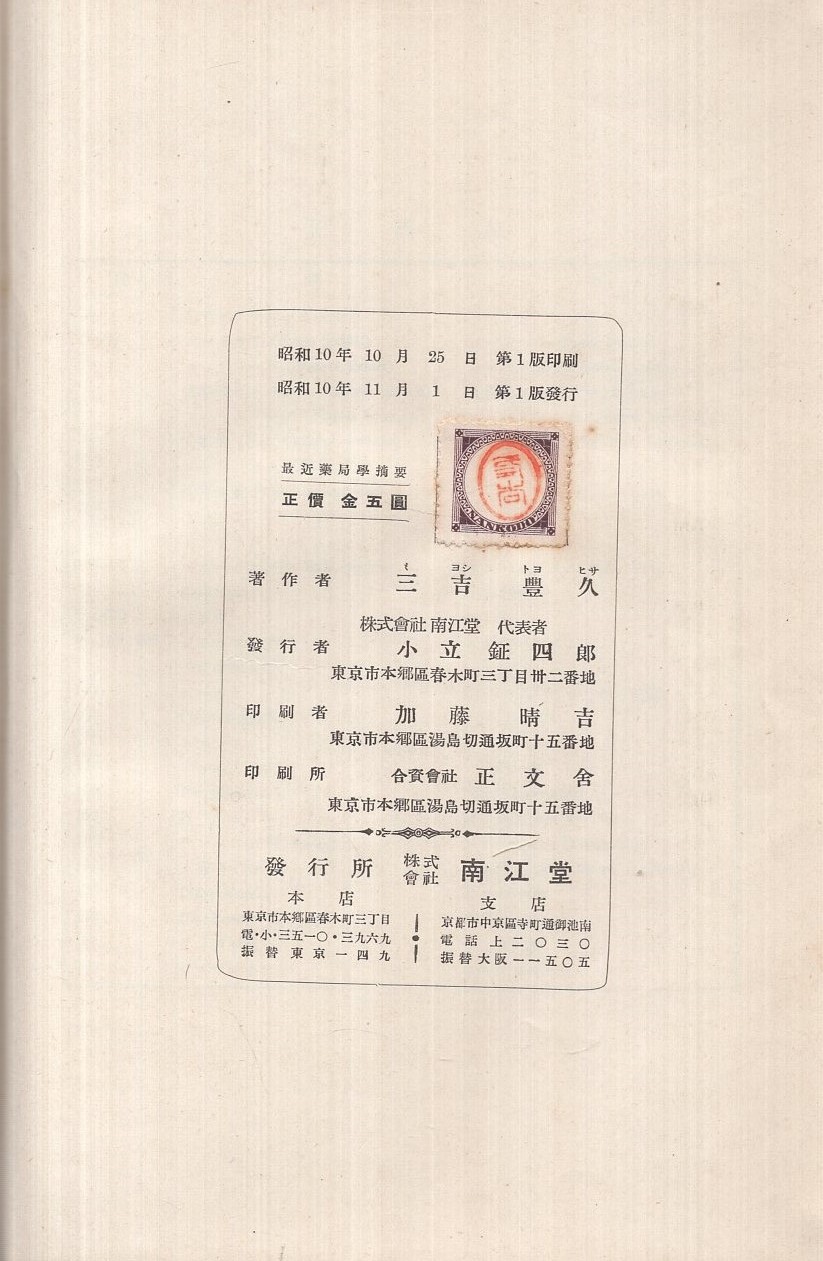 昭和10年 10 月 25 日 第1版印刷
昭和10年 11 月 1 日 第1版發行
最近藥局學摘要
正價 金五圓
NANKODO
ミ ヨシ トヨ ヒサ
著作者 三吉 豐久
株式會社 南江堂 代表者
發行者 小立鉦四郎
東京市本鄉區春木町三丁目卅二番地
印刷者 加藤晴吉
東京市本鄉區湯島切通坂町十五番地
印刷所 合資會社 正文舍
東京市本鄉區湯島切通坂町十五番地
發行所 株式會社 南江堂
本店
東京市本鄉區春木町三丁目
電・小・三五一〇・三九六九
振替東京一四九
支店
京都市中京區寺町通御池南
電話上二〇三〇
振替大阪一一五〇五